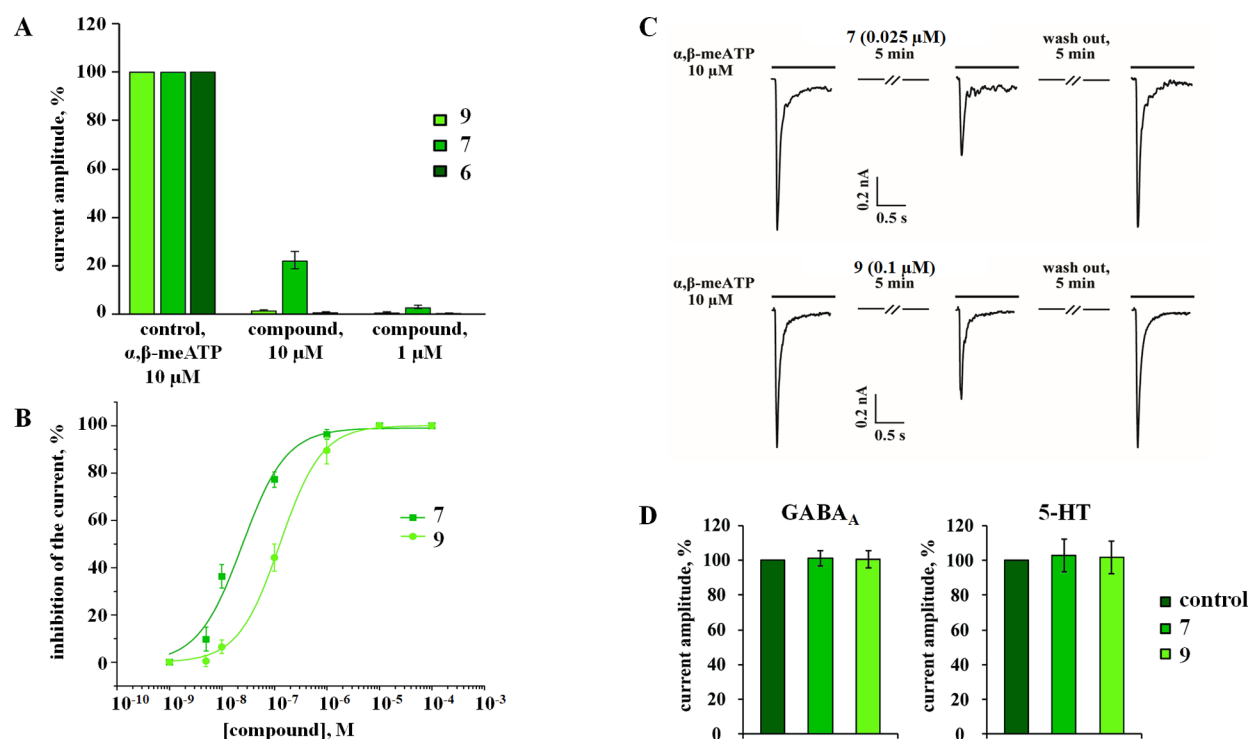 A
current amplitude, %
120
100
80
60
40
20
0
9
7
6
control,
α,β-meATP
10 μM
compound,
10 μM
compound,
1 μM
B
inhibition of the current, %
100
80
60
40
20
0
7
9
10⁻¹⁰ 10⁻⁹ 10⁻⁸ 10⁻⁷ 10⁻⁶ 10⁻⁵ 10⁻⁴ 10⁻³
[compound], M
C
α,β-meATP
10 μM
7 (0.025 μM)
5 min
wash out,
5 min
0.2 nA
0.5 s
α,β-meATP
10 μM
9 (0.1 μM)
5 min
wash out,
5 min
0.2 nA
0.5 s
D
GABA_A
current amplitude, %
120
100
80
60
40
20
0
5-HT
current amplitude, %
120
100
80
60
40
20
0
control
7
9